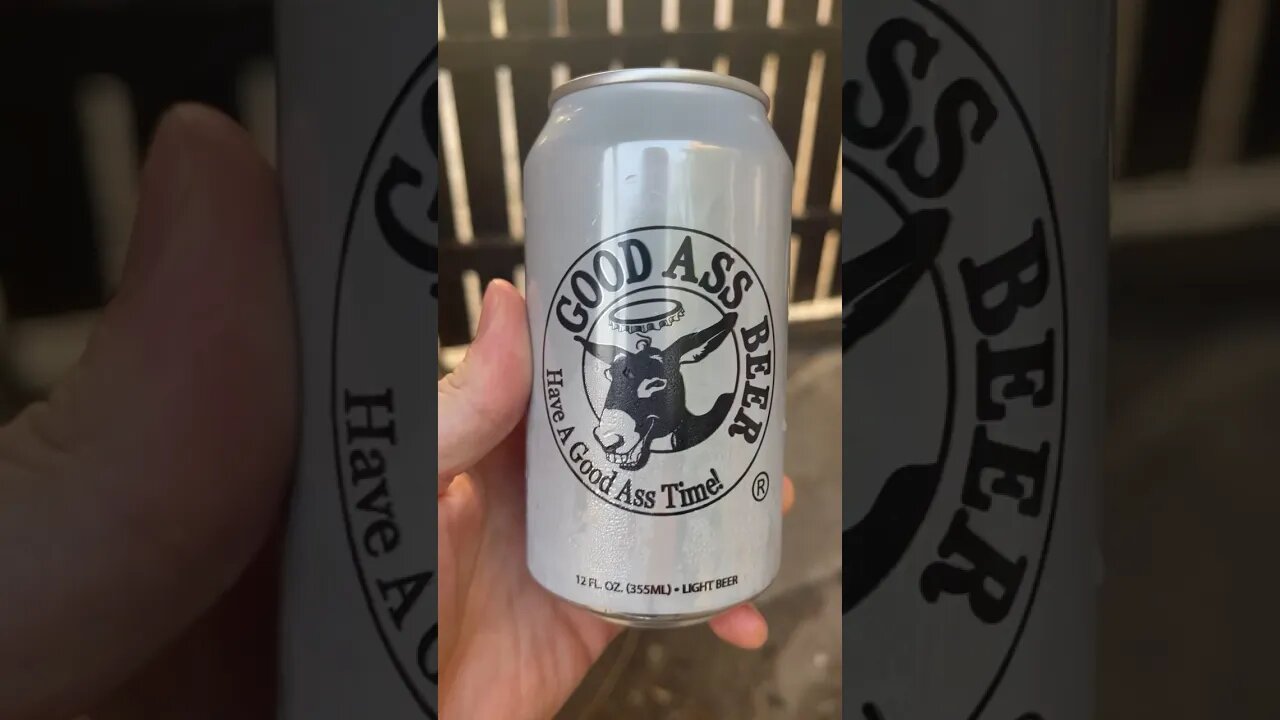 GOOD ASS BEER
Have A Good Ass Time!
®
12 FL. OZ. (355ML) • LIGHT BEER